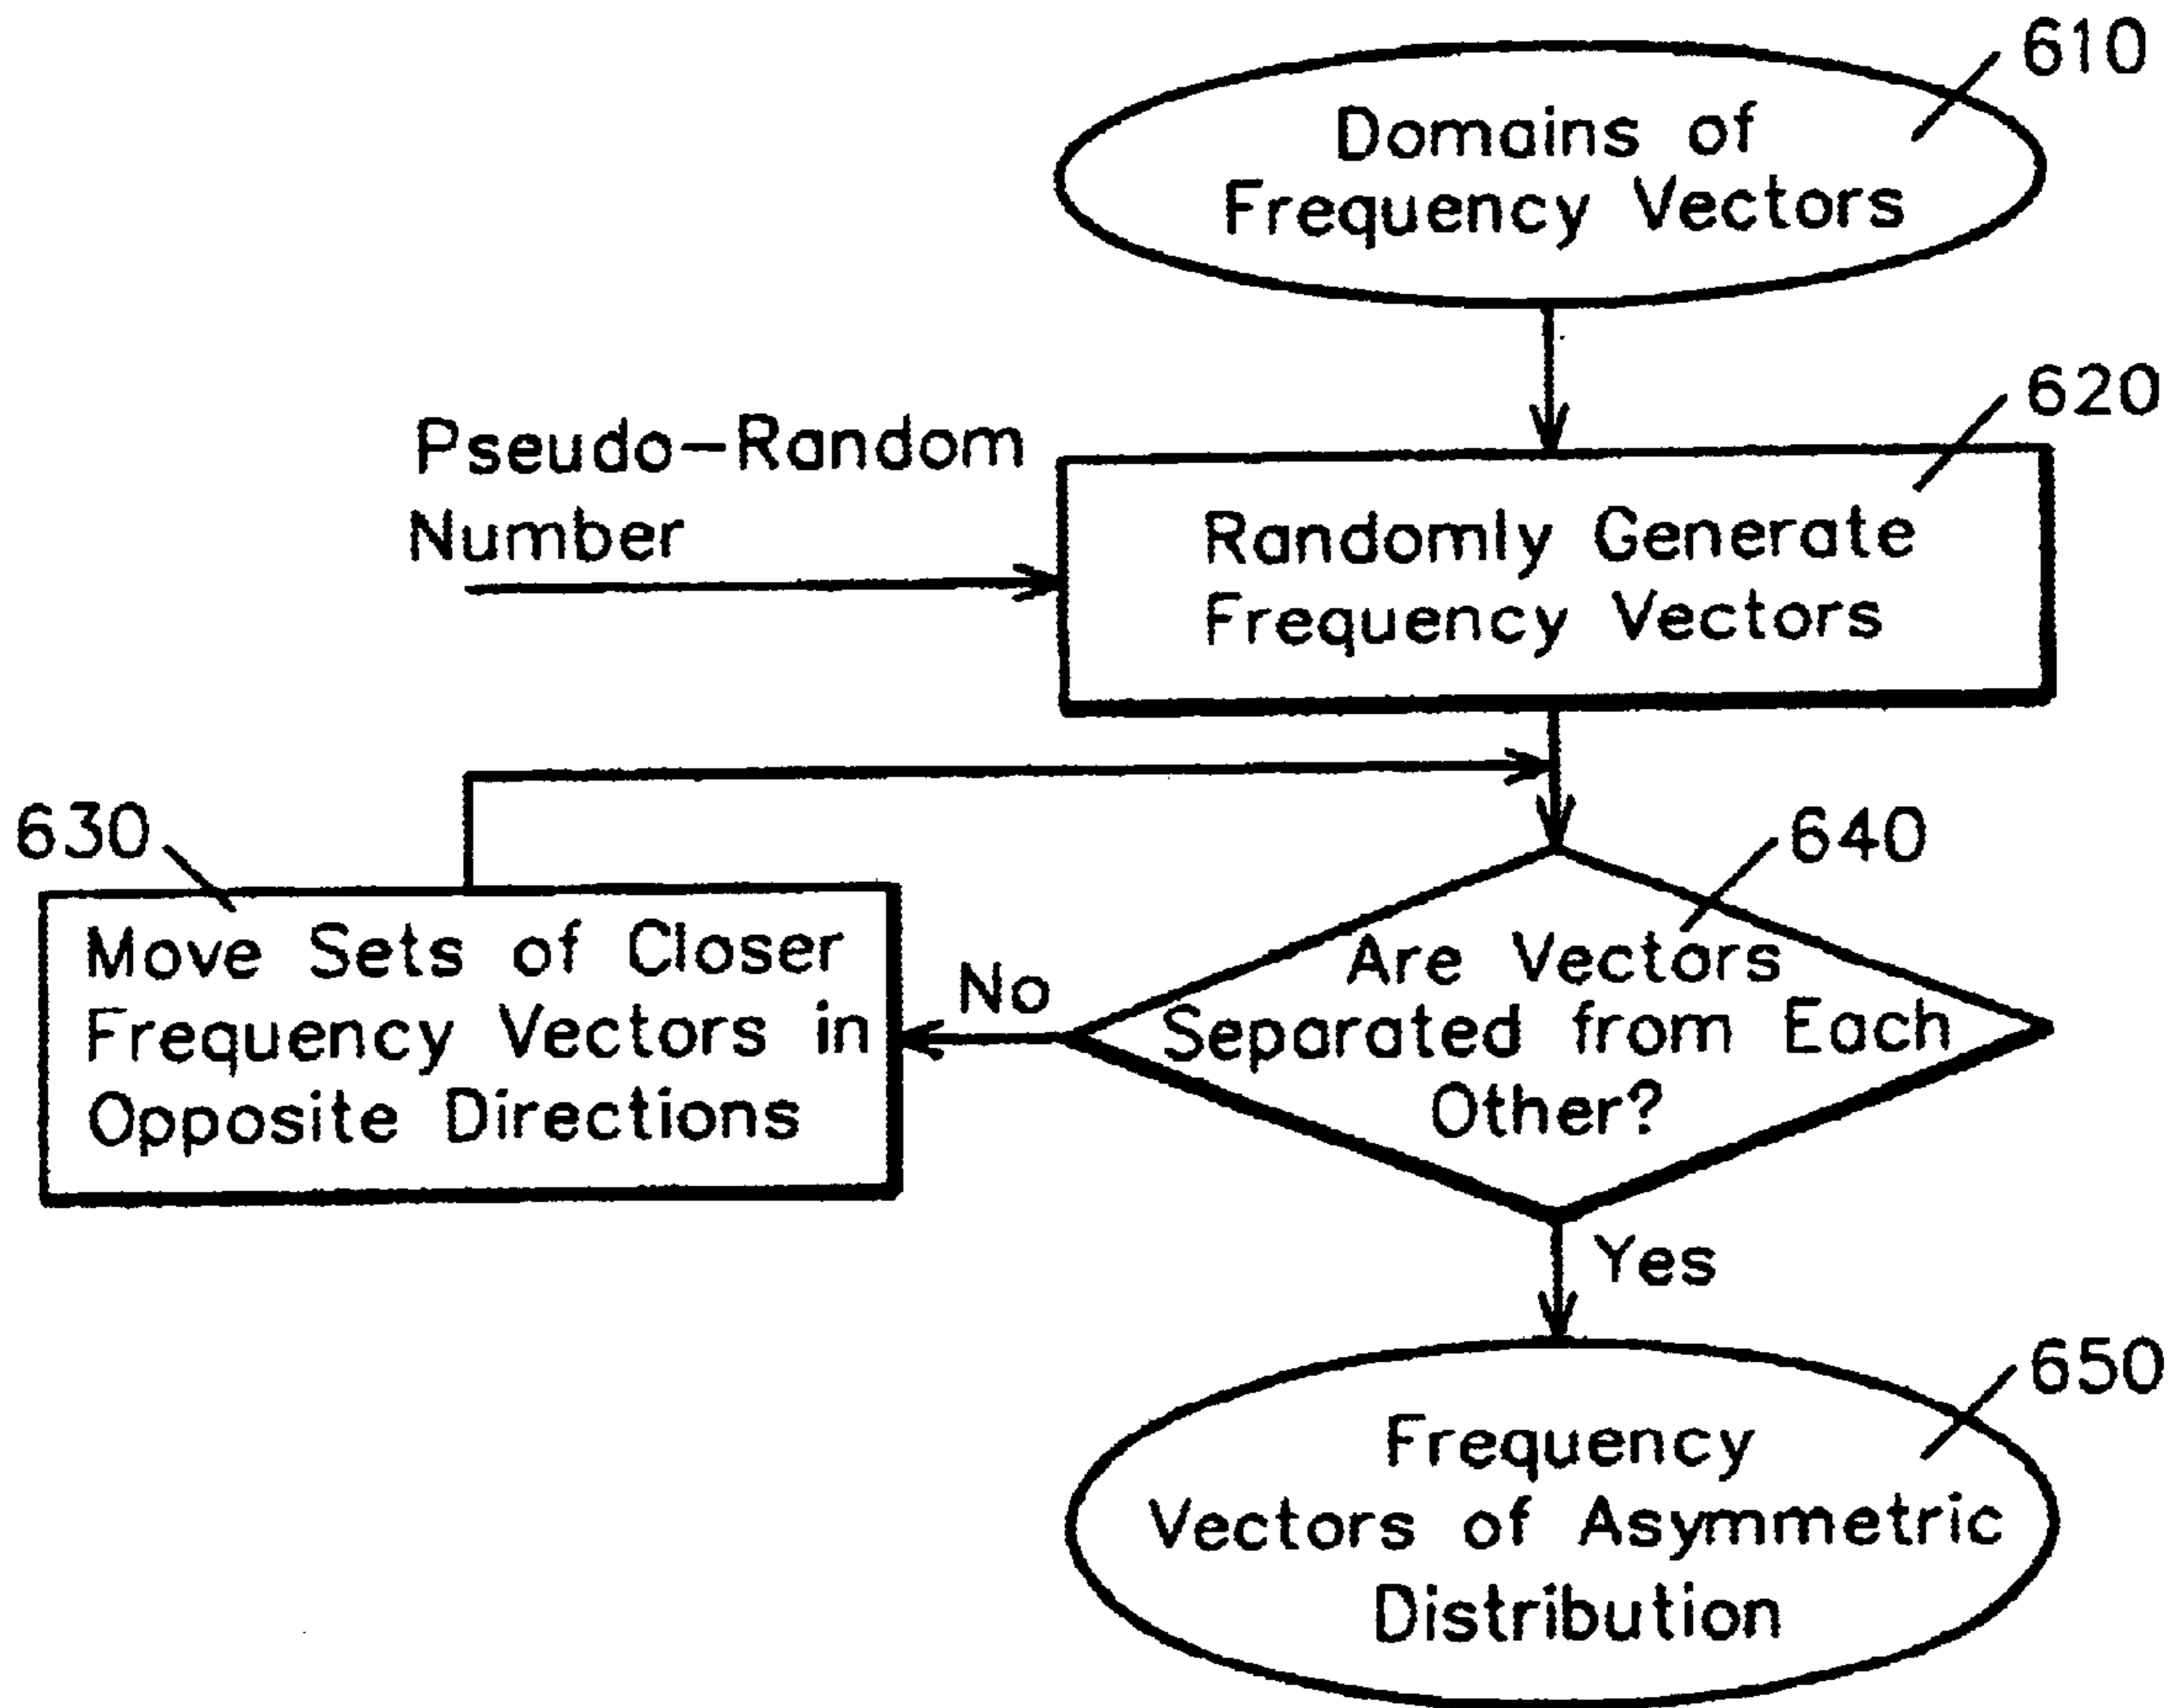 610
Domains of
Frequency Vectors
620
Pseudo-Random
Number
Randomly Generate
Frequency Vectors
630
640
Move Sets of Closer
Frequency Vectors in
Opposite Directions
No
Are Vectors
Separated from Each
Other?
Yes
650
Frequency
Vectors of Asymmetric
Distribution